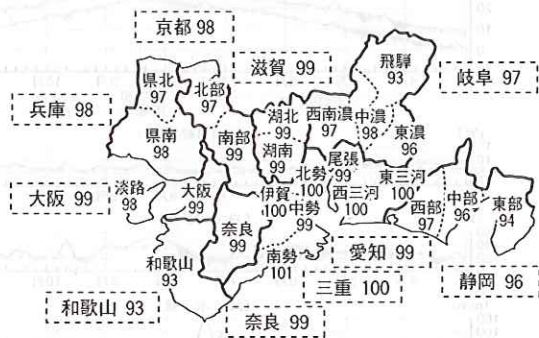 京都 98
滋賀 99
飛騨
93
岐阜 97
県北
97
北部
97
兵庫 98
県南
98
南部
99
湖北
99
湖南
99
西南濃
97
中濃
98
東濃
96
大阪 99
淡路
98
大阪
99
伊賀
100
北勢
100
中勢
99
尾張
99
西三河
100
東三河
100
西部
97
中部
96
東部
94
奈良
99
南勢
101
愛知 99
静岡 96
和歌山
93
三重 100
和歌山 93
奈良 99